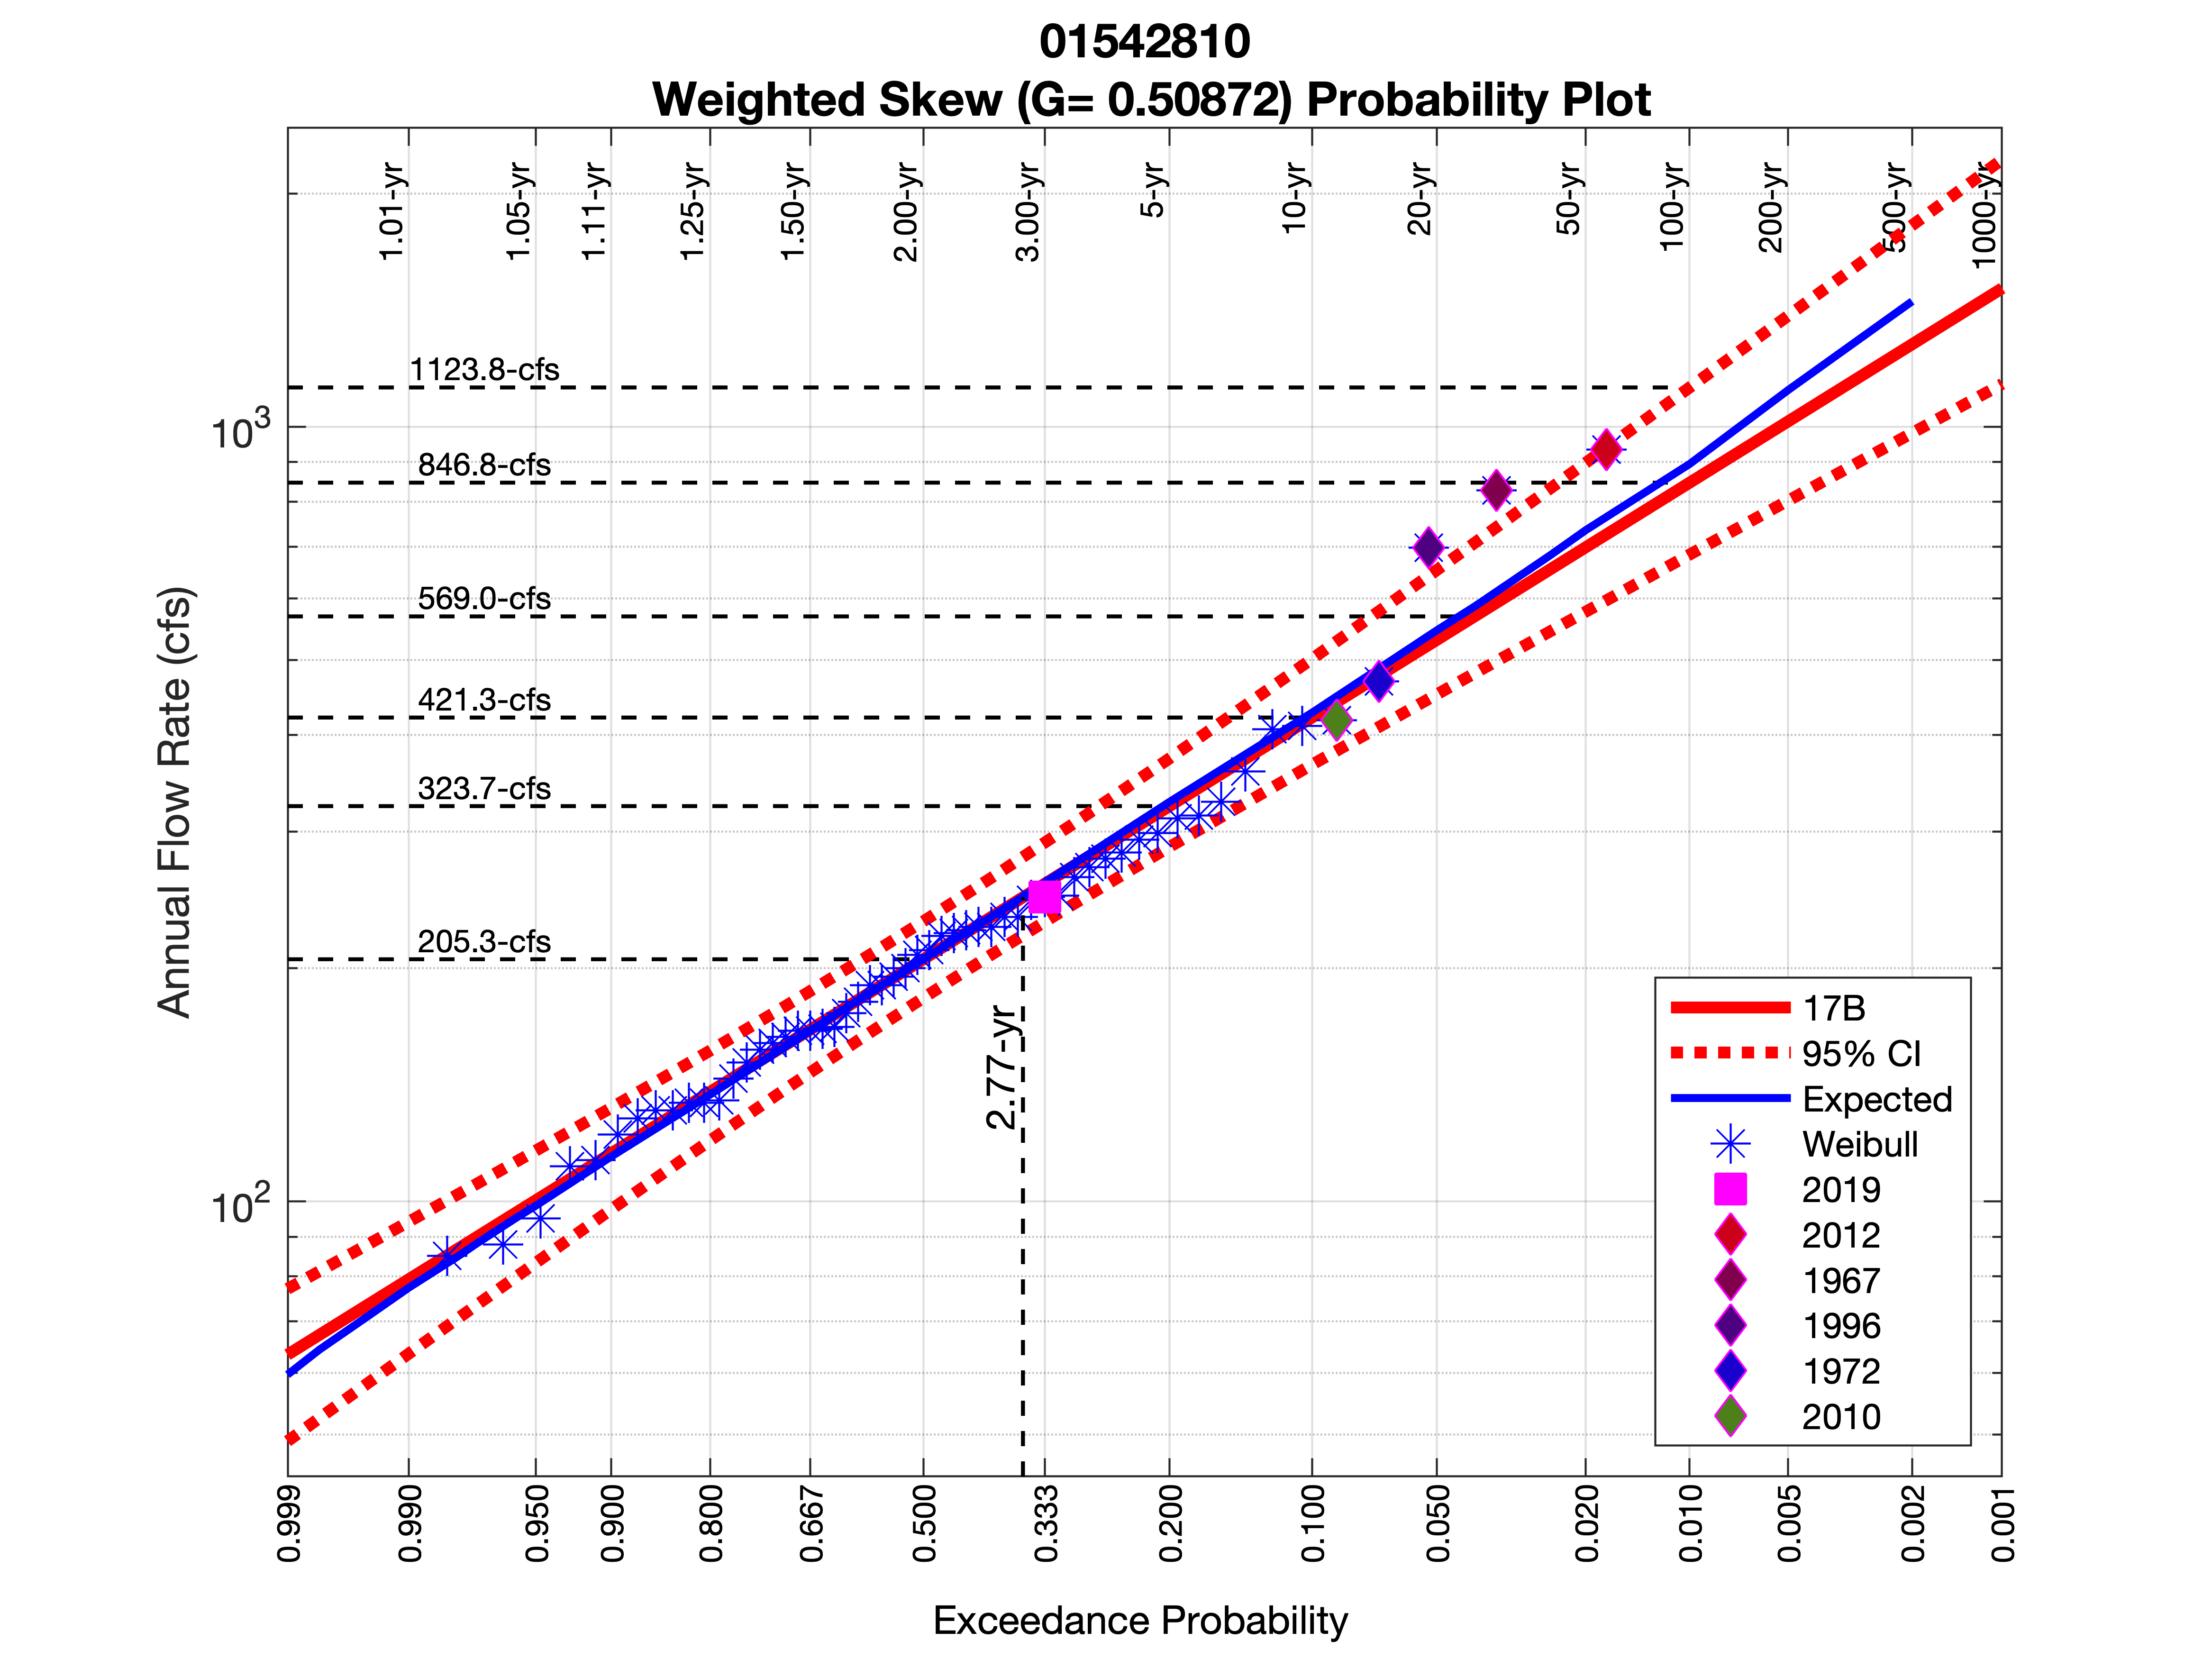 01542810
Weighted Skew (G= 0.50872) Probability Plot
1.01-yr
1.05-yr
1.11-yr
1.25-yr
1.50-yr
2.00-yr
3.00-yr
5-yr
10-yr
20-yr
50-yr
100-yr
200-yr
500-yr
1000-yr
1123.8-cfs
10³
846.8-cfs
569.0-cfs
421.3-cfs
323.7-cfs
205.3-cfs
10²
Annual Flow Rate (cfs)
2.77-yr
17B
95% CI
Expected
Weibull
2019
2012
1967
1996
1972
2010
0.999
0.990
0.950
0.900
0.800
0.667
0.500
0.333
0.200
0.100
0.050
0.020
0.010
0.005
0.002
0.001
Exceedance Probability